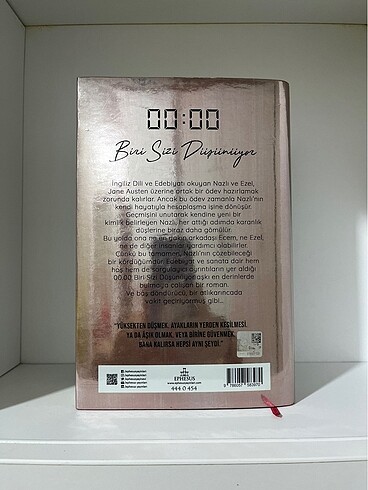 00:00
Biri Sizi Düşünüyor
İngiliz Dili ve Edebiyatı okuyan Nazlı ve Ezel,
Jane Austen üzerine ortak bir ödev hazırlamak
zorunda kalırlar. Ancak bu ödev zamanla Nazlı'nın
kendi hayatıyla hesaplaşma işine dönüşür.
Geçmişini unutarak kendine yeni bir
kimlik belirleyen Nazlı, her attığı adımda karanlık
düşlerine biraz daha gömülür.
Bu yolda ona ne en yakın arkadaşı Ecem, ne Ezel,
ne de diğer insanlar yardımcı olabilirler.
Çünkü bu tamamen, Nazlı'nın çözebileceği
bir kördüğümdür! Edebiyat ve sanata dair hem
hoş hem de sorgulayıcı ayrıntıların yer aldığı
00.00 Biri Sizi Düşünüyor aşkı en derinlerde
bulmaya çalışan bir roman.
Ve baş döndürücü, bir atlıkarıncada
vakit geçiriyormuş gibi...
"YÜKSEKTEN DÜŞMEK, AYAKLARIN YERDEN KESİLMESİ,
YA DA AŞIK OLMAK, VEYA BİRİNE GÜVENMEK.
BANA KALIRSA HEPSİ AYNI ŞEYDİ."
EPHESUS
www.ephesusyayinlari.com
444 0 454